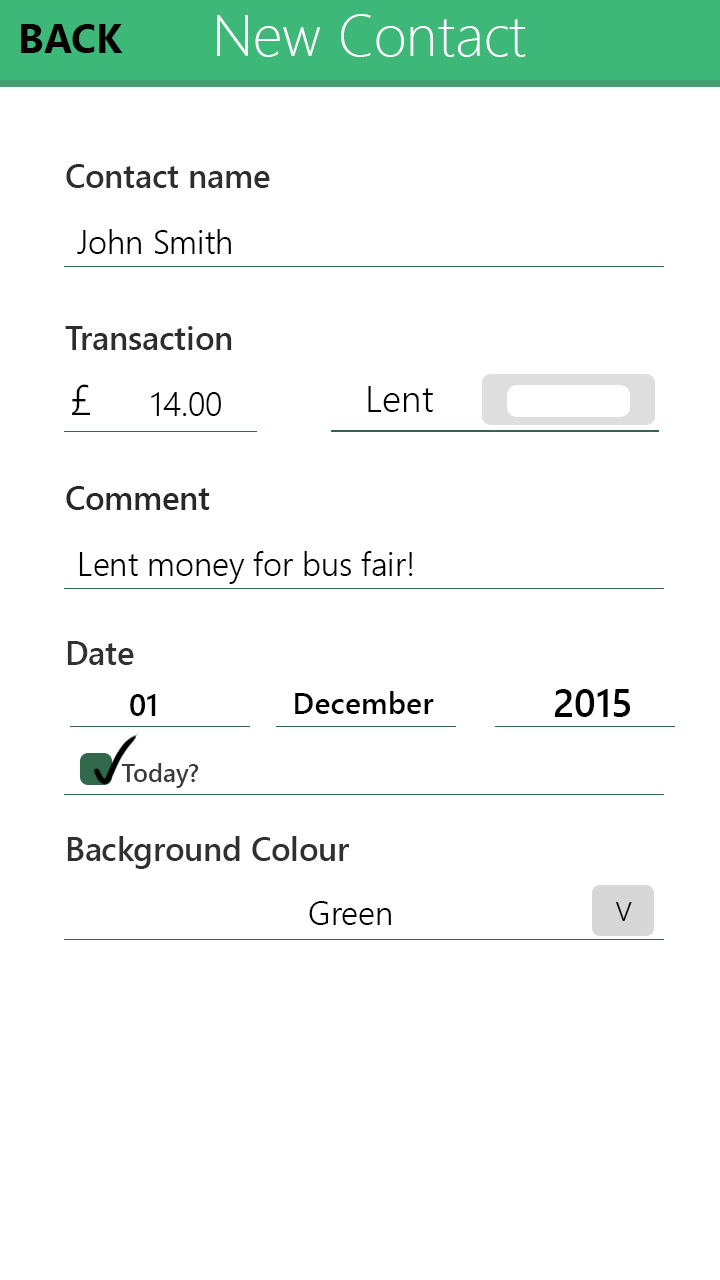 BACK New Contact
Contact name
John Smith
Transaction
£ 14.00 Lent
Comment
Lent money for bus fair!
Date
01 December 2015
Today?
Background Colour
Green V